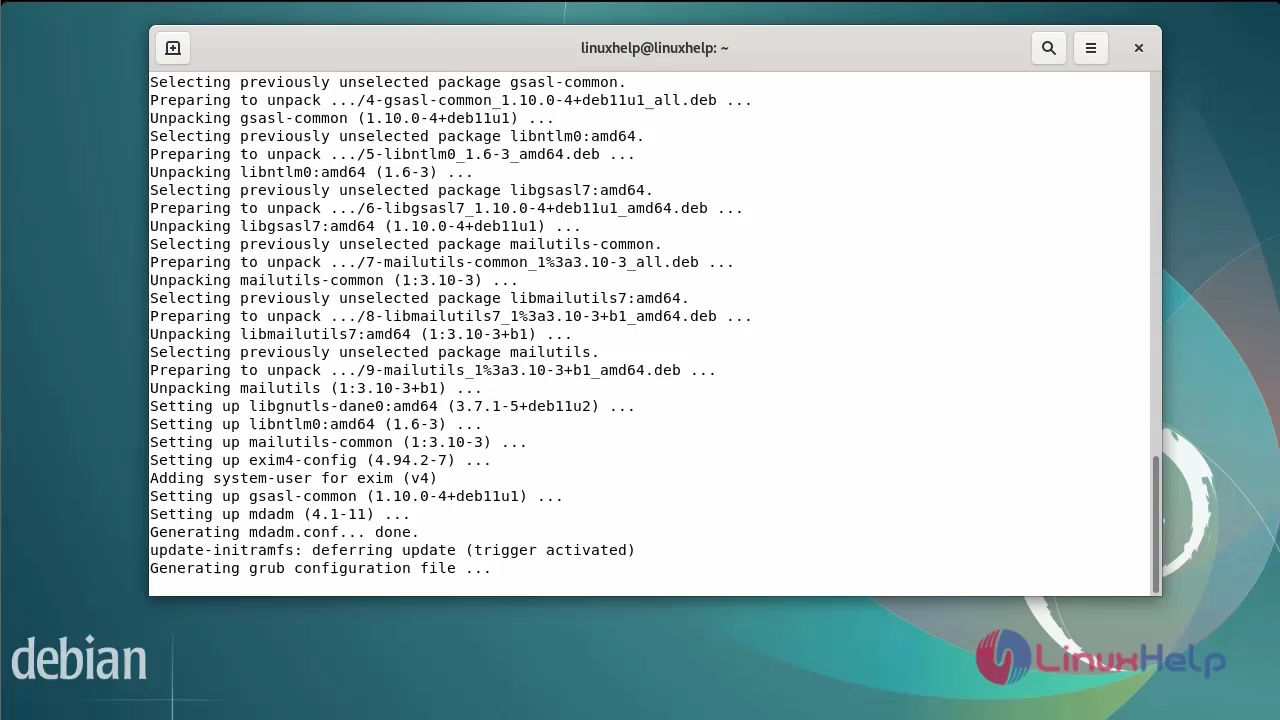 linuxhelp@linuxhelp: ~
Selecting previously unselected package gsasl-common.
Preparing to unpack .../4-gsasl-common_1.10.0-4+deb11u1_all.deb ...
Unpacking gsasl-common (1.10.0-4+deb11u1) ...
Selecting previously unselected package libntlm0:amd64.
Preparing to unpack .../5-libntlm0_1.6-3_amd64.deb ...
Unpacking libntlm0:amd64 (1.6-3) ...
Selecting previously unselected package libgsasl7:amd64.
Preparing to unpack .../6-libgsasl7_1.10.0-4+deb11u1_amd64.deb ...
Unpacking libgsasl7:amd64 (1.10.0-4+deb11u1) ...
Selecting previously unselected package mailutils-common.
Preparing to unpack .../7-mailutils-common_1%3a3.10-3_all.deb ...
Unpacking mailutils-common (1:3.10-3) ...
Selecting previously unselected package libmailutils7:amd64.
Preparing to unpack .../8-libmailutils7_1%3a3.10-3+b1_amd64.deb ...
Unpacking libmailutils7:amd64 (1:3.10-3+b1) ...
Selecting previously unselected package mailutils.
Preparing to unpack .../9-mailutils_1%3a3.10-3+b1_amd64.deb ...
Unpacking mailutils (1:3.10-3+b1) ...
Setting up libgnutls-dane0:amd64 (3.7.1-5+deb11u2) ...
Setting up libntlm0:amd64 (1.6-3) ...
Setting up mailutils-common (1:3.10-3) ...
Setting up exim4-config (4.94.2-7) ...
Adding system-user for exim (v4)
Setting up gsasl-common (1.10.0-4+deb11u1) ...
Setting up mdadm (4.1-11) ...
Generating mdadm.conf... done.
update-initramfs: deferring update (trigger activated)
Generating grub configuration file ...
debian
LinuxHelp